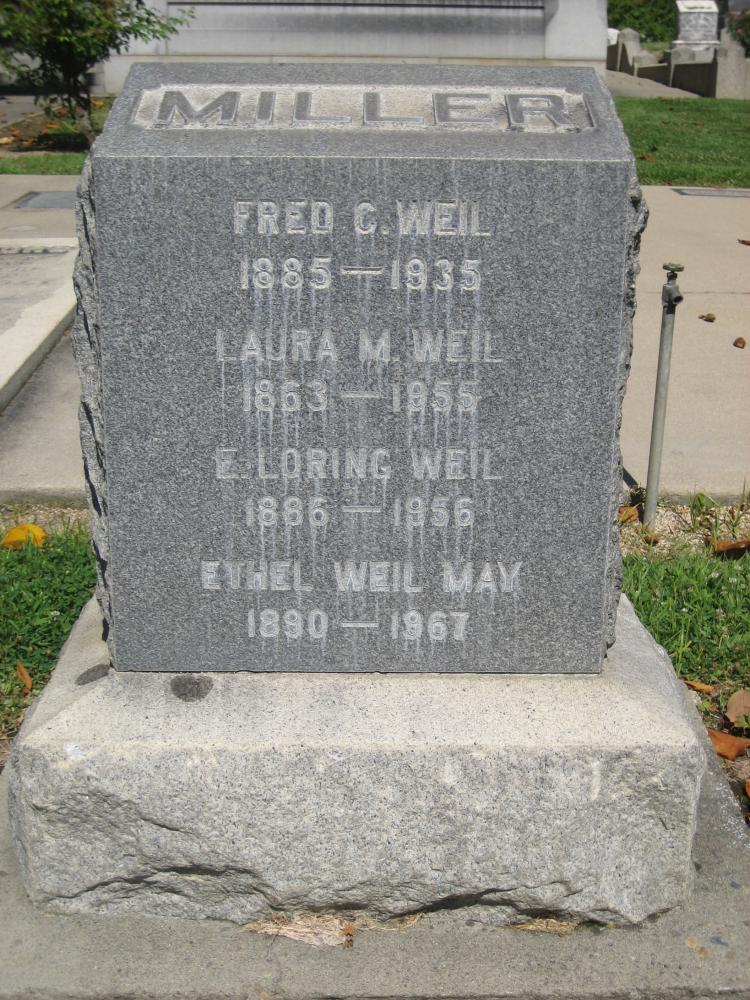 MILLER
FRED C. WEIL
1885—1935
LAURA M. WEIL
1863—1955
E. LORING WEIL
1886—1956
ETHEL WEIL MAY
1890—1967